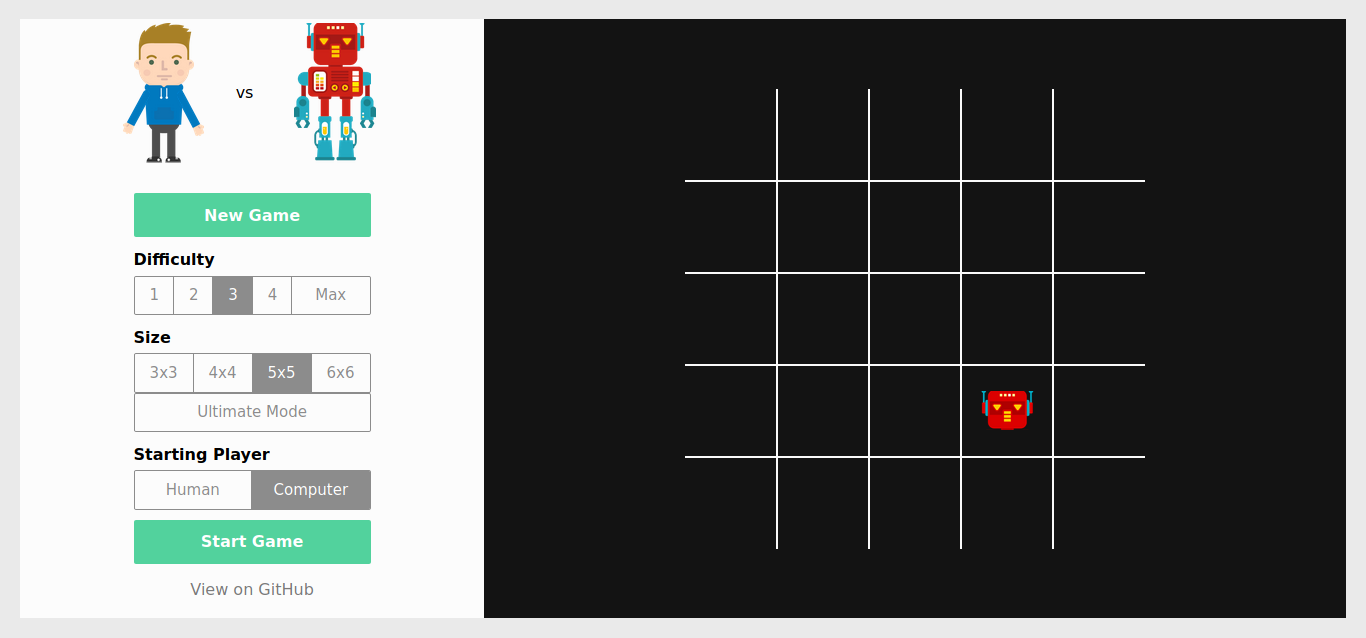 vs
New Game
Difficulty
1 2 3 4 Max
Size
3x3 4x4 5x5 6x6
Ultimate Mode
Starting Player
Human Computer
Start Game
View on GitHub